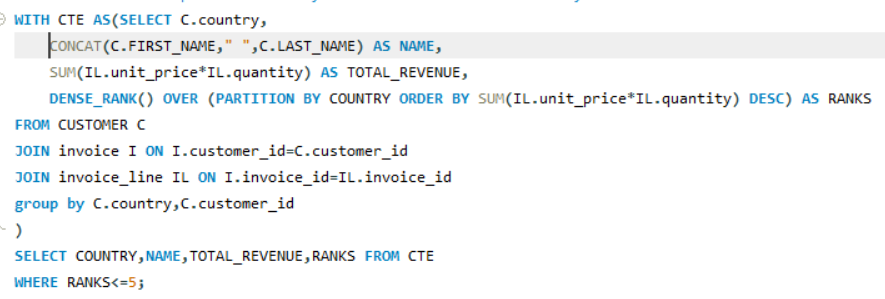 WITH CTE AS(SELECT C.country,
CONCAT(C.FIRST_NAME," ",C.LAST_NAME) AS NAME,
SUM(IL.unit_price*IL.quantity) AS TOTAL_REVENUE,
DENSE_RANK() OVER (PARTITION BY COUNTRY ORDER BY SUM(IL.unit_price*IL.quantity) DESC) AS RANKS
FROM CUSTOMER C
JOIN invoice I ON I.customer_id=C.customer_id
JOIN invoice_line IL ON I.invoice_id=IL.invoice_id
group by C.country,C.customer_id
)
SELECT COUNTRY,NAME,TOTAL_REVENUE,RANKS FROM CTE
WHERE RANKS<=5;